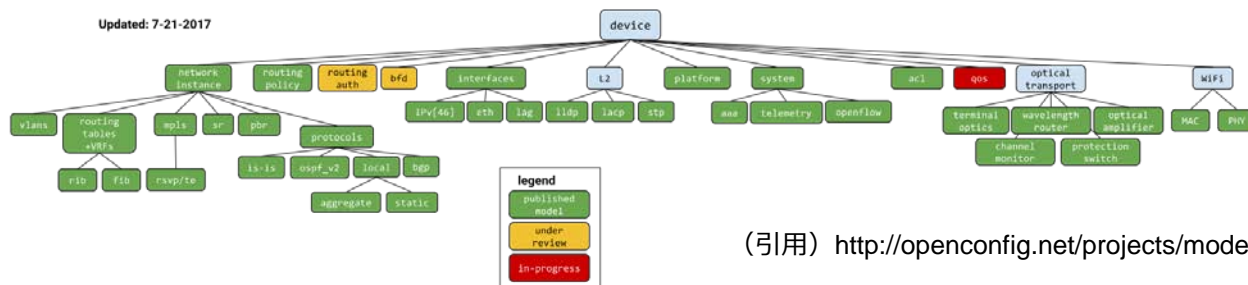 Updated: 7-21-2017
device
network
instance
routing
policy
routing
auth
bfd
interfaces
L2
platform
system
acl
qos
optical
transport
WiFi
IPv[46]
eth
lag
lldp
lacp
stp
aaa
telemetry
openflow
terminal
optics
wavelength
router
optical
amplifier
MAC
PHY
channel
monitor
protection
switch
vlans
routing
tables
+VRFs
mpls
sr
pbr
protocols
rib
fib
rsvp/te
is-is
ospf_v2
local
bgp
aggregate
static
legend
published
model
under
review
in-progress
（引用）http://openconfig.net/projects/mode